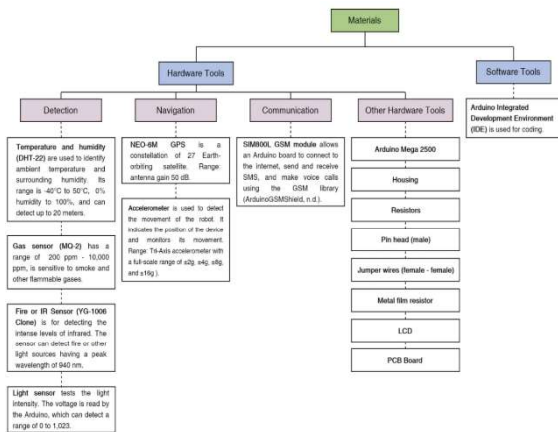 Materials
Hardware Tools
Software Tools
Detection
Navigation
Communication
Other Hardware Tools
Arduino Integrated
Development Environment
(IDE) is used for coding.
Temperature and humidity
(DHT-22) are used to identify
ambient temperature and
surrounding humidity. Its
range is -40°C to 50°C, 0%
humidity to 100%, and can
detect up to 20 meters.
Gas sensor (MQ-2) has a
range of 200 ppm - 10,000
ppm, is sensitive to smoke and
other flammable gases.
Fire or IR Sensor (YG-1006
Clone) is for detecting the
intense levels of infrared. The
sensor can detect fire or other
light sources having a peak
wavelength of 940 nm.
Light sensor tests the light
intensity. The voltage is read by
the Arduino, which can detect a
range of 0 to 1,023.
NEO-6M GPS is a
constellation of 27 Earth-
orbiting satellite. Range:
antenna gain 50 dB.
Accelerometer is used to detect
the movement of the robot. It
indicates the position of the device
and monitors its movement.
Range: Tri-Axis accelerometer with
a full-scale range of ±2g, ±4g, ±8g,
and ±16g ).
SIM800L GSM module allows
an Arduino board to connect to
the internet, send and receive
SMS, and make voice calls
using the GSM library
(ArduinoGSMShield, n.d.).
Arduino Mega 2500
Housing
Resistors
Pin head (male)
Jumper wires (female - female)
Metal film resistor
LCD
PCB Board